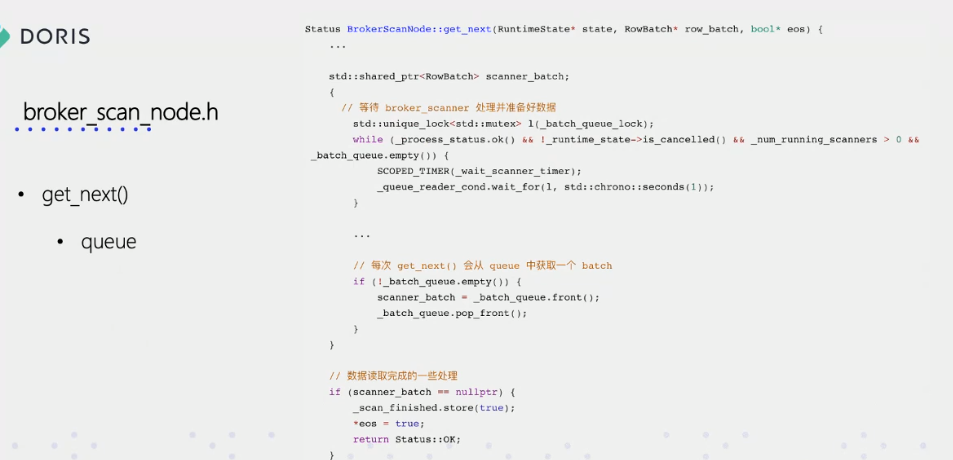 DORIS
broker_scan_node.h
• get_next()
• queue
Status BrokerScanNode::get_next(RuntimeState* state, RowBatch* row_batch, bool* eos) {
...
std::shared_ptr<RowBatch> scanner_batch;
{
// 等待 broker_scanner 处理并准备好数据
std::unique_lock<std::mutex> l(_batch_queue_lock);
while (_process_status.ok() && !_runtime_state->is_cancelled() && _num_running_scanners > 0 &&
_batch_queue.empty()) {
SCOPED_TIMER(_wait_scanner_timer);
_queue_reader_cond.wait_for(l, std::chrono::seconds(1));
}
...
// 每次 get_next() 会从 queue 中获取一个 batch
if (!_batch_queue.empty()) {
scanner_batch = _batch_queue.front();
_batch_queue.pop_front();
}
}
// 数据读取完成的一些处理
if (scanner_batch == nullptr) {
_scan_finished.store(true);
*eos = true;
return Status::OK;
}